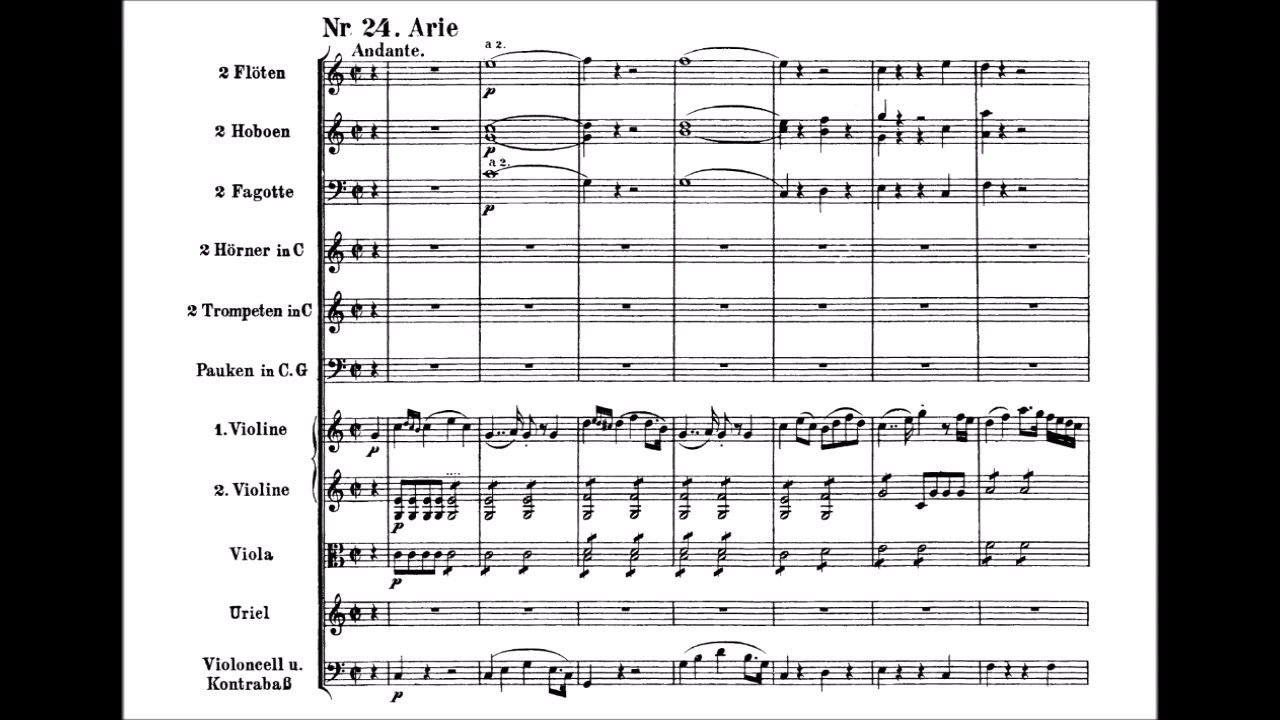 Nr. 24. Arie
Andante.
2 Flöten
a 2.
p
2 Hoboen
p
2 Fagotte
a 2.
p
2 Hörner in C
2 Trompeten in C
Pauken in C. G
1. Violine
p
2. Violine
p
Viola
p
Uriel
Violoncell u.
Kontrabaß
p